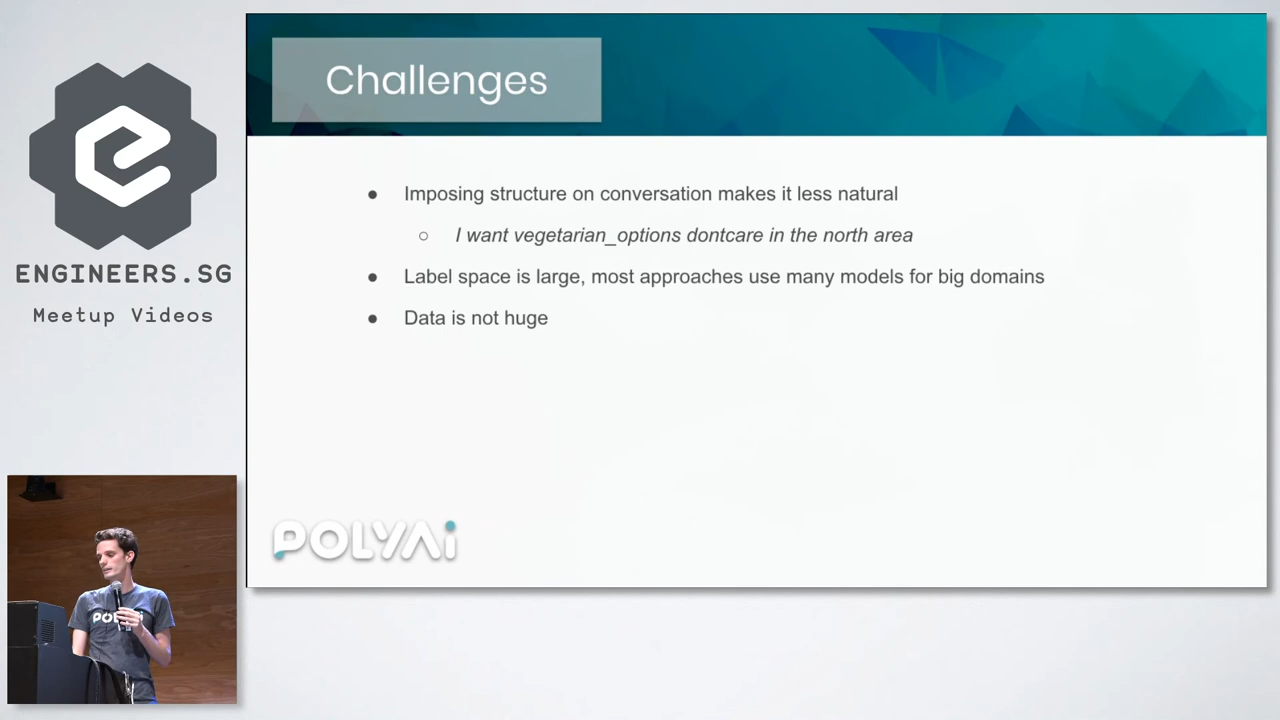 Challenges
ENGINEERS.SG
Meetup Videos
● Imposing structure on conversation makes it less natural
○ I want vegetarian_options dontcare in the north area
● Label space is large, most approaches use many models for big domains
● Data is not huge
POLYAi